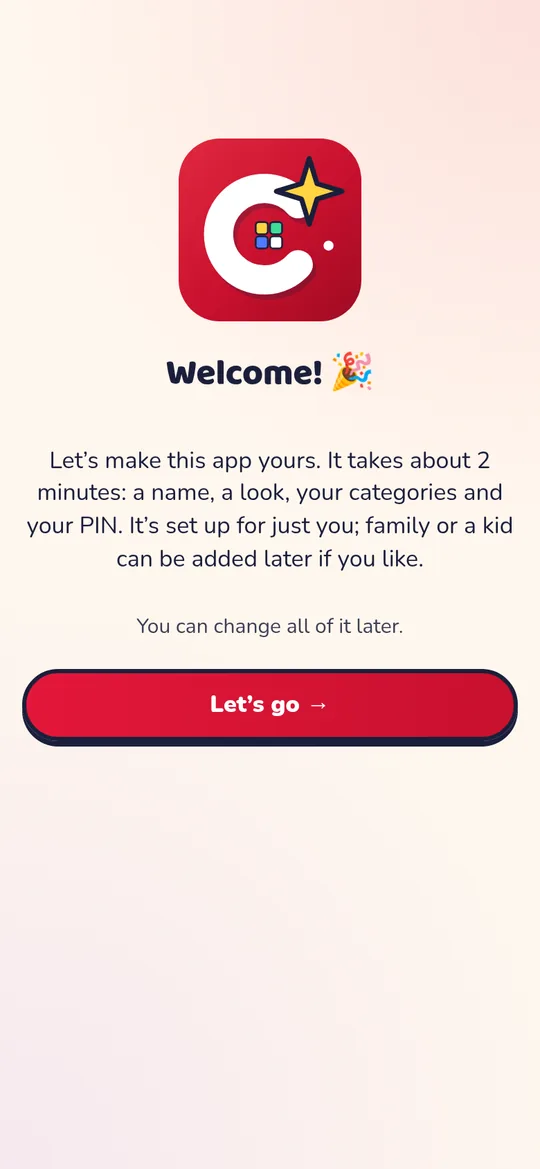 Welcome! 🎉
Let’s make this app yours. It takes about 2
minutes: a name, a look, your categories and
your PIN. It’s set up for just you; family or a kid
can be added later if you like.
You can change all of it later.
Let’s go →